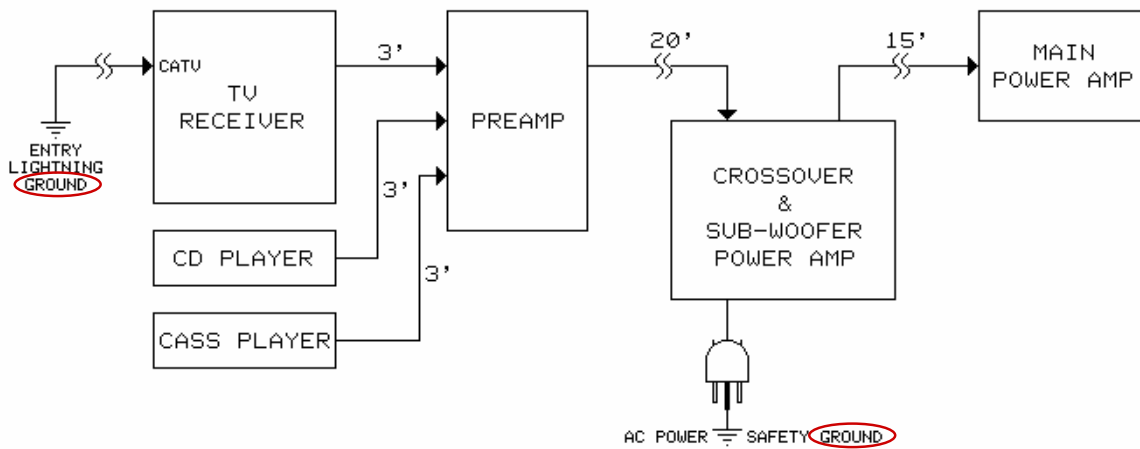 3'
20'
15'
CATV
TV
RECEIVER
PREAMP
MAIN
POWER AMP
ENTRY
LIGHTNING
GROUND
3'
CROSSOVER
&
SUB-WOOFER
POWER AMP
CD PLAYER
3'
CASS PLAYER
AC POWER SAFETY GROUND